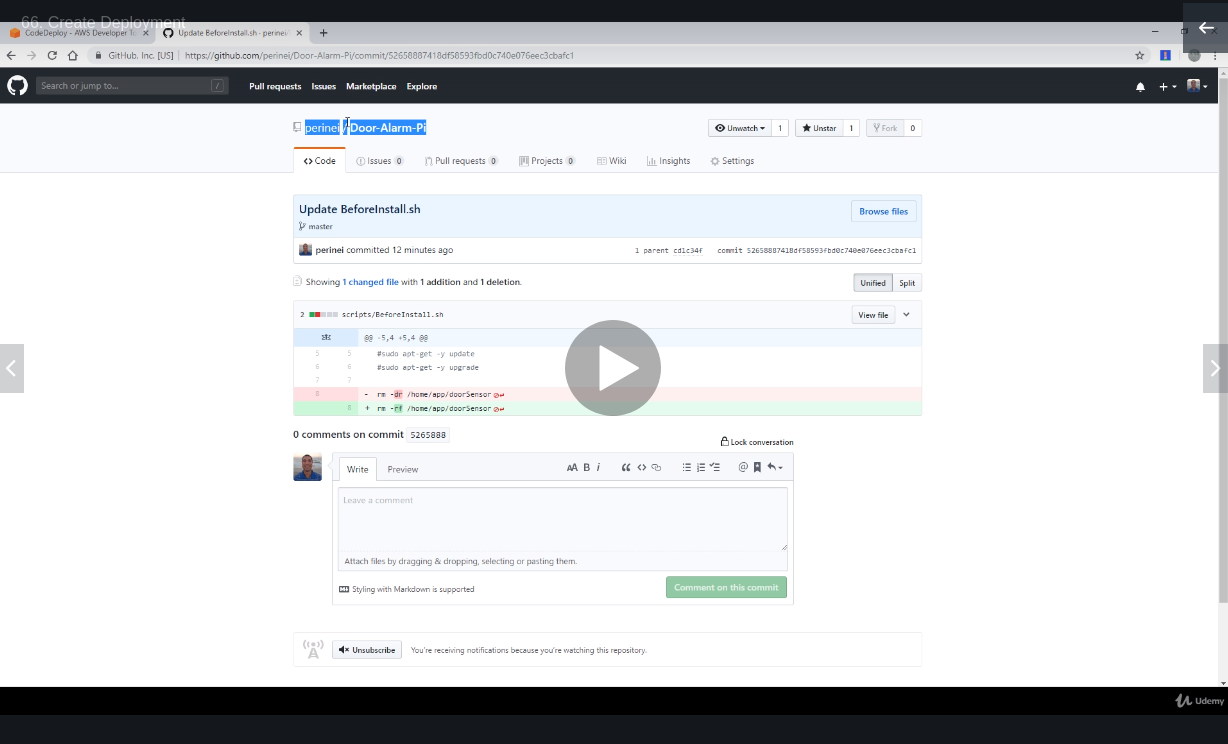 66. Create Deployment
CodeDeploy - AWS Developer To
Update BeforeInstall.sh - perinei/
GitHub, Inc. [US] https://github.com/perinei/Door-Alarm-Pi/commit/52658887418df58593fbd0c740e076eec3cbafc1
Search or jump to... /
Pull requests Issues Marketplace Explore
perinei / Door-Alarm-Pi
Unwatch 1 Unstar 1 Fork 0
Code Issues 0 Pull requests 0 Projects 0 Wiki Insights Settings
Update BeforeInstall.sh
Browse files
master
perinei committed 12 minutes ago
1 parent cd1c34f commit 52658887418df58593fbd0c740e076eec3cbafc1
Showing 1 changed file with 1 addition and 1 deletion.
Unified Split
2 scripts/BeforeInstall.sh
View file
@@ -5,4 +5,4 @@
5 5 #sudo apt-get -y update
6 6 #sudo apt-get -y upgrade
7 7
8 - rm -dr /home/app/doorSensor
8 + rm -rf /home/app/doorSensor
0 comments on commit 5265888
Lock conversation
Write Preview
AA B i
Leave a comment
Attach files by dragging & dropping, selecting or pasting them.
Styling with Markdown is supported
Comment on this commit
Unsubscribe
You're receiving notifications because you're watching this repository.
Udemy